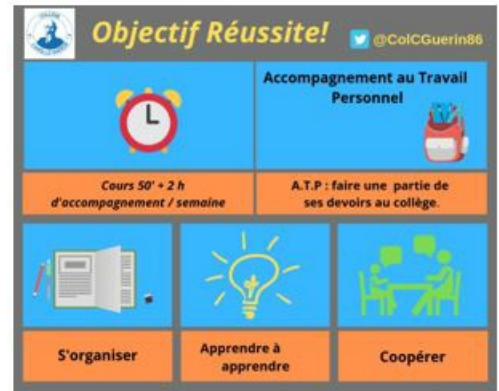 Objectif Réussite!
@ColCGuerin86
Accompagnement au Travail
Personnel
Cours 50' + 2 h
d'accompagnement / semaine
A.T.P : faire une partie de
ses devoirs au collège.
S'organiser
Apprendre à
apprendre
Coopérer